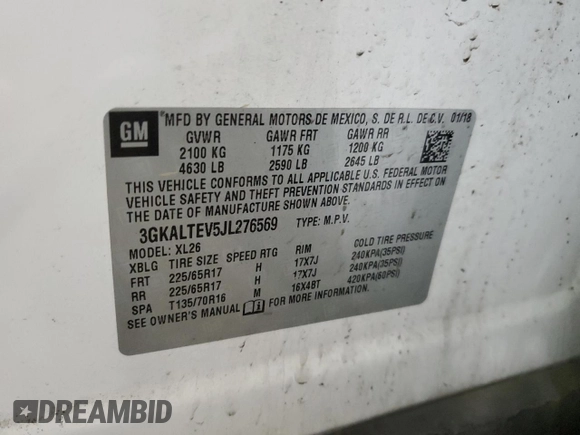 GM
MFD BY GENERAL MOTORS DE MEXICO, S. DE R.L. DE C.V. 01/18
GVWR GAWR FRT GAWR RR
2100 KG 1175 KG 1200 KG
4630 LB 2590 LB 2645 LB
THIS VEHICLE CONFORMS TO ALL APPLICABLE U.S. FEDERAL MOTOR
VEHICLE SAFETY AND THEFT PREVENTION STANDARDS IN EFFECT ON
THE DATE OF MANUFACTURE SHOWN ABOVE.
3GKALTEV5JL276569 TYPE: M.P.V.
MODEL: XL26
XBLG TIRE SIZE SPEED RTG RIM COLD TIRE PRESSURE
FRT 225/65R17 H 17X7J 240KPA(35PSI)
RR 225/65R17 H 17X7J 240KPA(35PSI)
SPA T135/70R16 M 16X4BT 420KPA(60PSI)
SEE OWNER'S MANUAL FOR MORE INFORMATION
DREAMBID